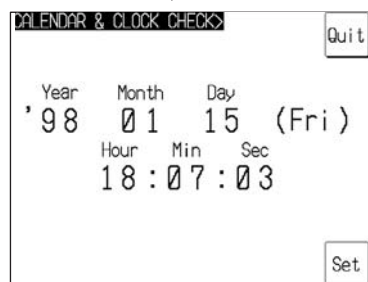 CALENDAR & CLOCK CHECK>
Quit
Year Month Day
'98 01 15 (Fri)
Hour Min Sec
18:07:03
Set